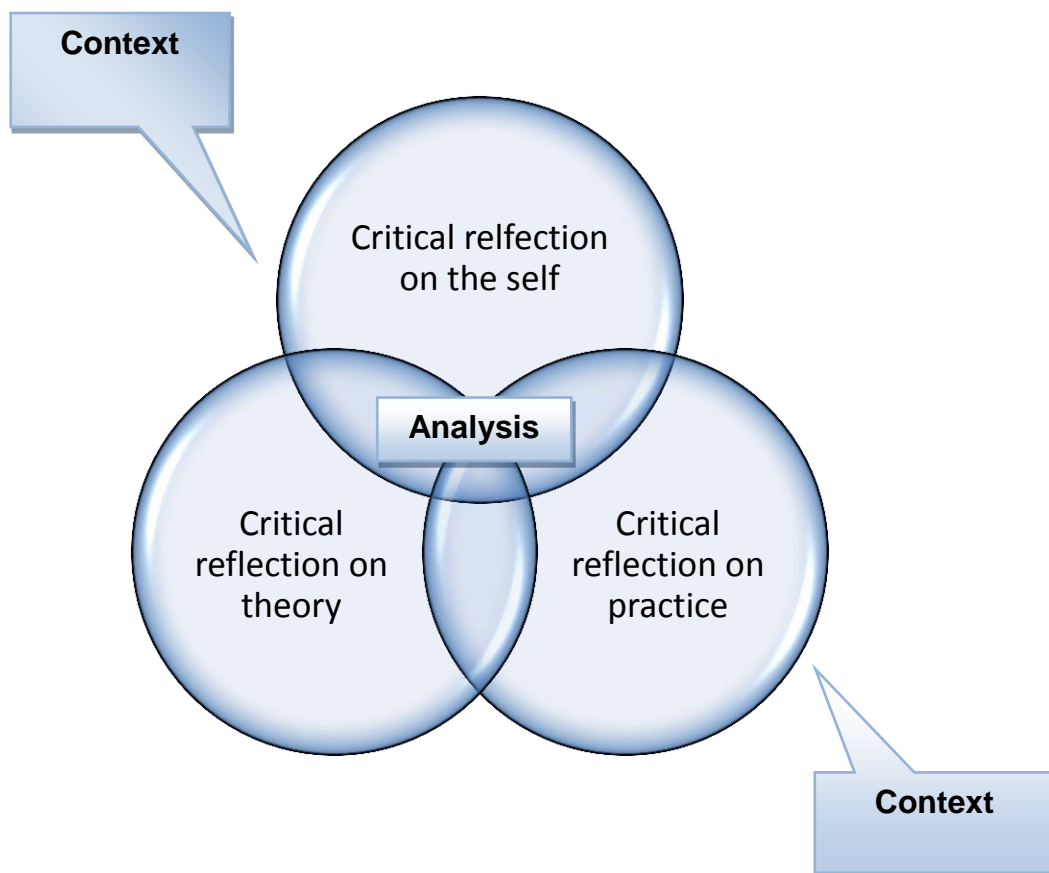 Context
Critical relfection
on the self
Analysis
Critical
reflection on
theory
Critical
reflection on
practice
Context